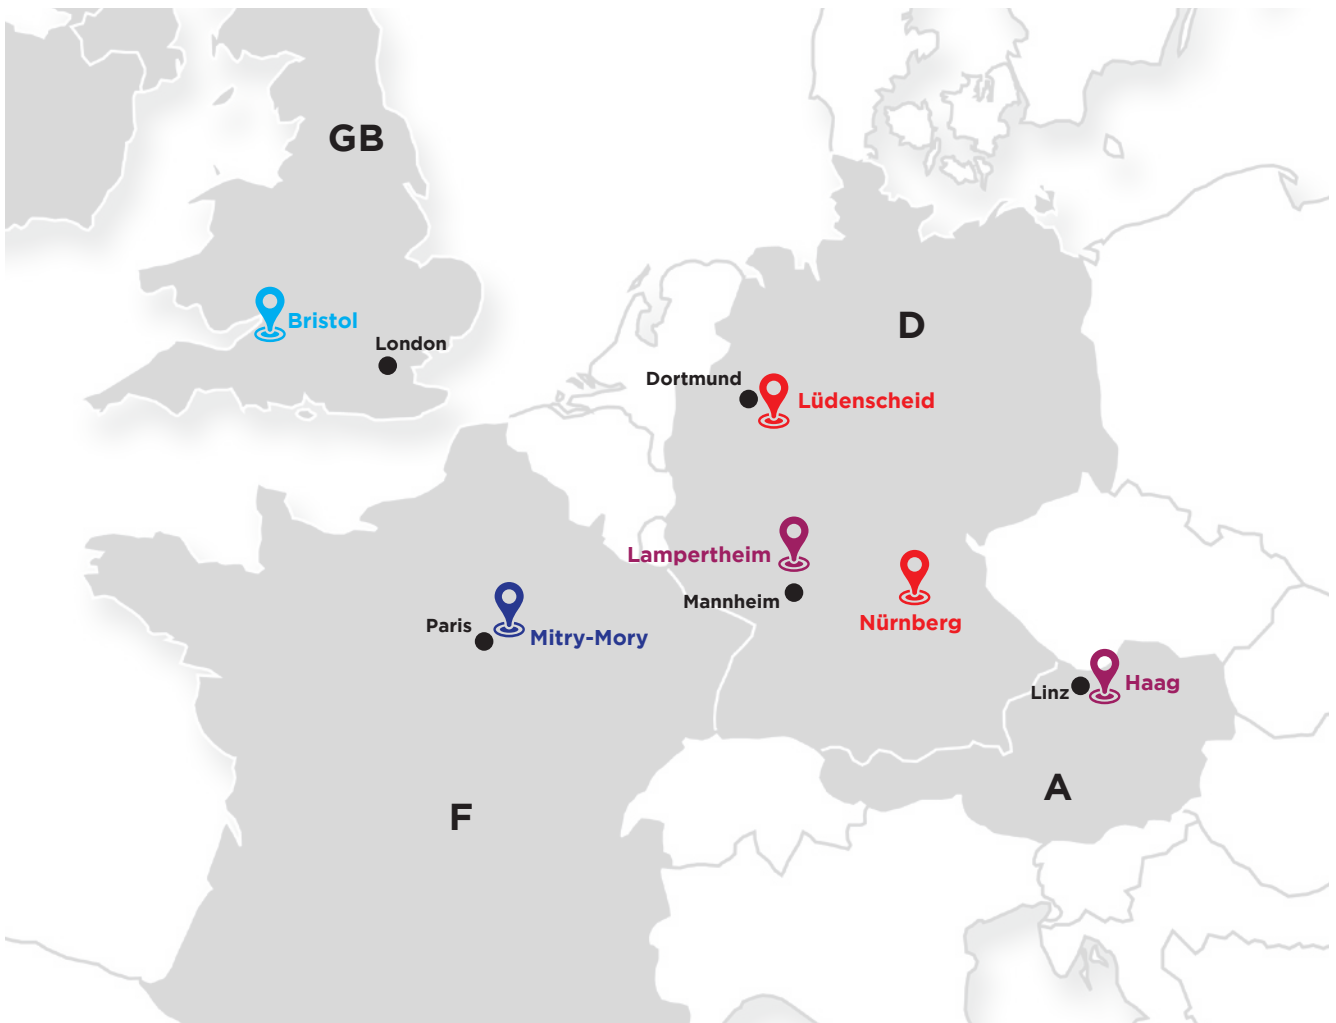 GB
Bristol
London
D
Dortmund
Lüdenscheid
Lampertheim
Mannheim
Nürnberg
Paris
Mitry-Mory
Linz
Haag
A
F